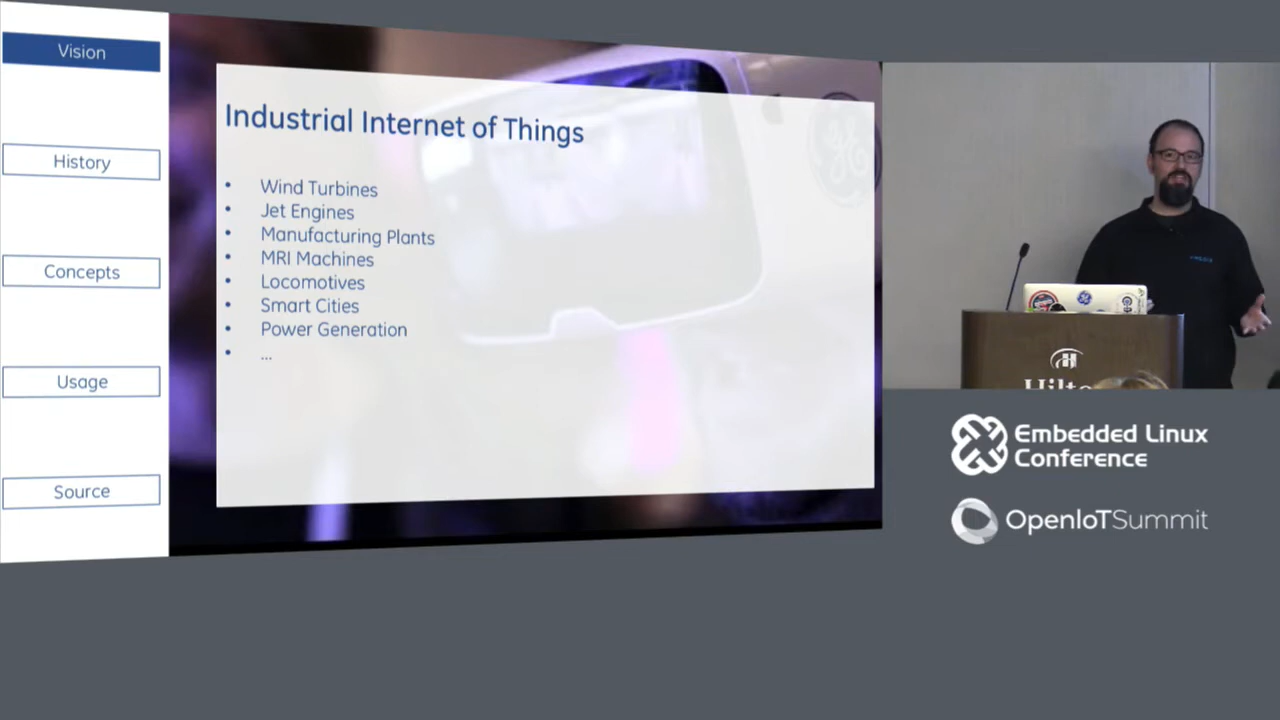 Vision
History
Concepts
Usage
Source
Industrial Internet of Things
• Wind Turbines
• Jet Engines
• Manufacturing Plants
• MRI Machines
• Locomotives
• Smart Cities
• Power Generation
• ...
Embedded Linux
Conference
OpenIoTSummit